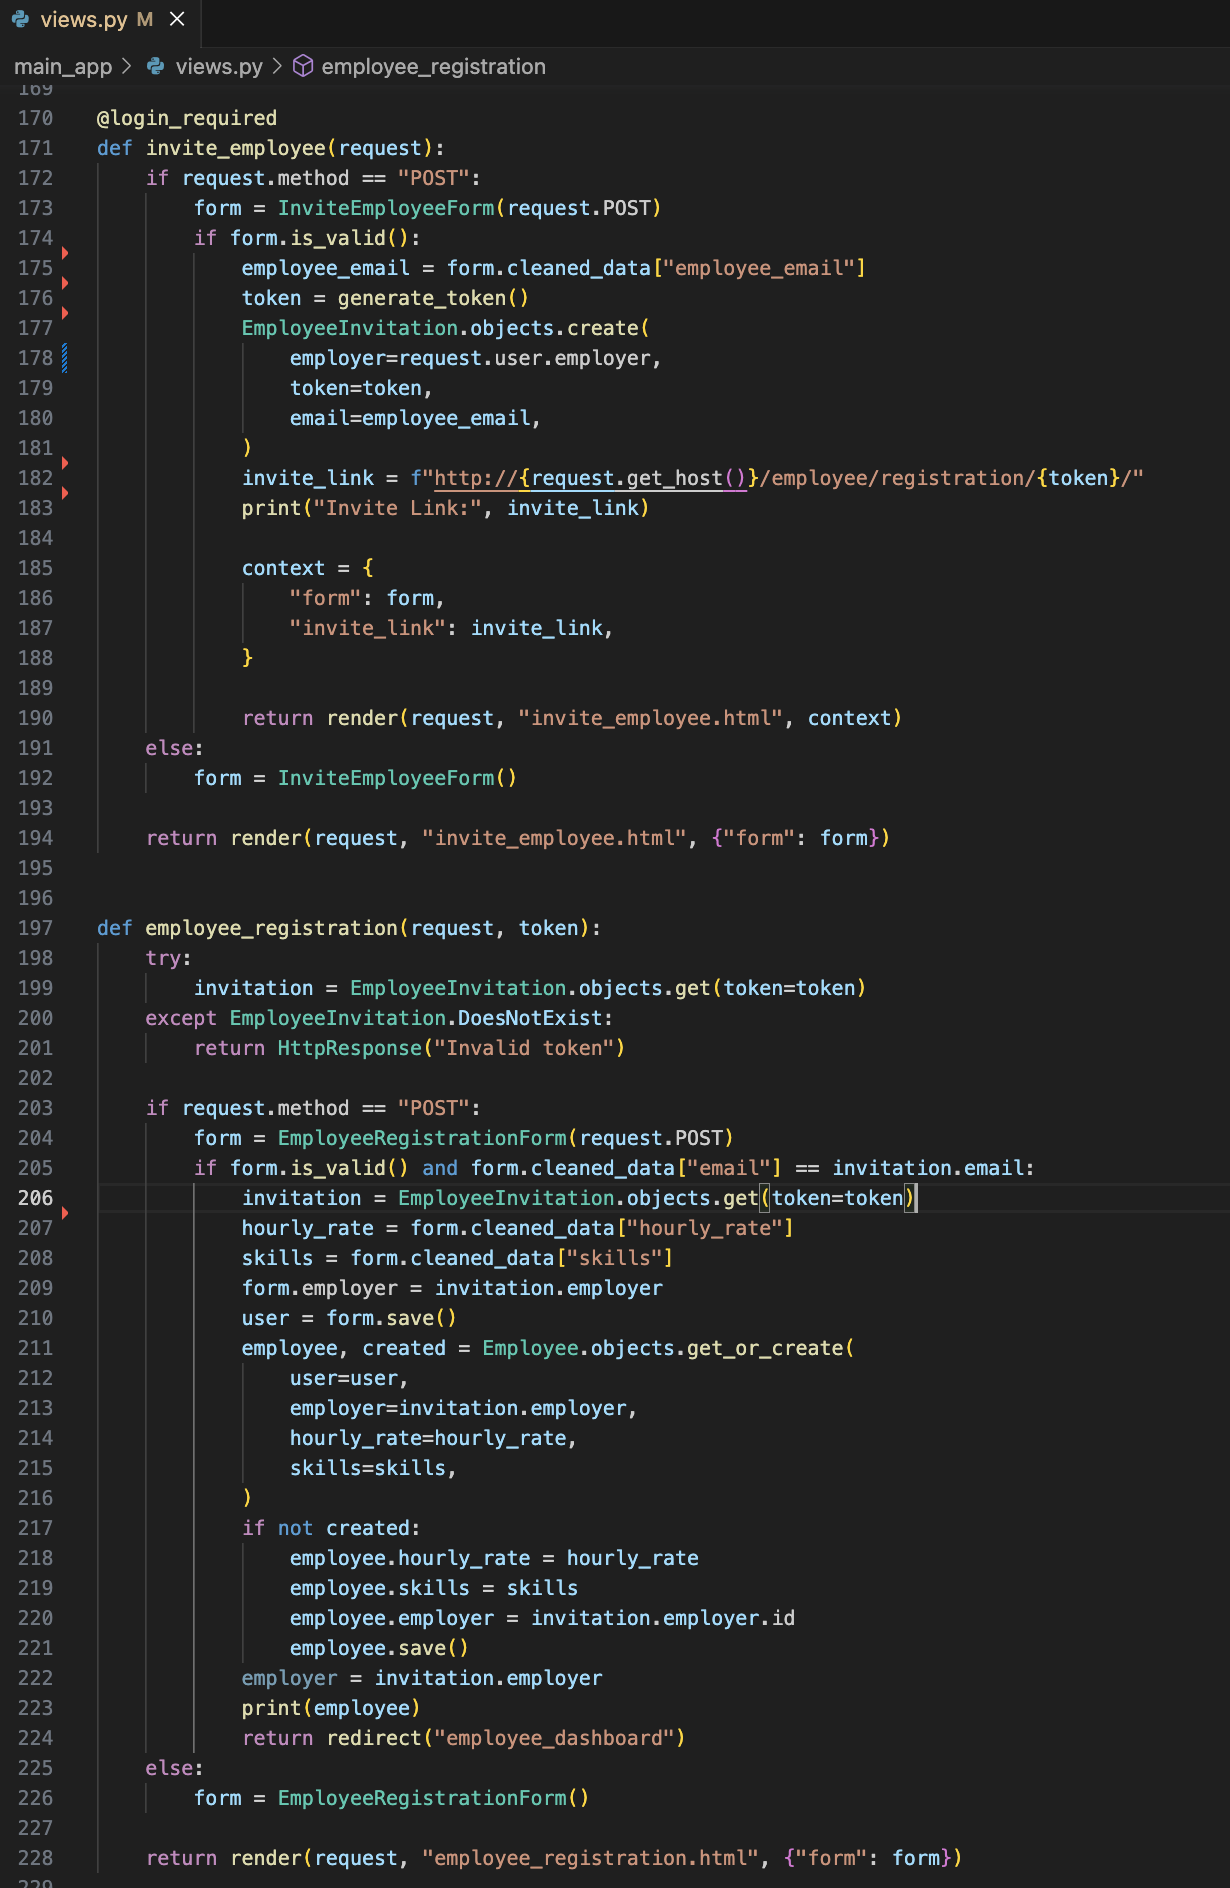 views.py M
main_app > views.py > employee_registration
169
170 @login_required
171 def invite_employee(request):
172     if request.method == "POST":
173         form = InviteEmployeeForm(request.POST)
174         if form.is_valid():
175             employee_email = form.cleaned_data["employee_email"]
176             token = generate_token()
177             EmployeeInvitation.objects.create(
178                 employer=request.user.employer,
179                 token=token,
180                 email=employee_email,
181             )
182             invite_link = f"http://{request.get_host()}/employee/registration/{token}/"
183             print("Invite Link:", invite_link)
184
185             context = {
186                 "form": form,
187                 "invite_link": invite_link,
188             }
189
190             return render(request, "invite_employee.html", context)
191     else:
192         form = InviteEmployeeForm()
193
194     return render(request, "invite_employee.html", {"form": form})
195
196
197 def employee_registration(request, token):
198     try:
199         invitation = EmployeeInvitation.objects.get(token=token)
200     except EmployeeInvitation.DoesNotExist:
201         return HttpResponse("Invalid token")
202
203     if request.method == "POST":
204         form = EmployeeRegistrationForm(request.POST)
205         if form.is_valid() and form.cleaned_data["email"] == invitation.email:
206             invitation = EmployeeInvitation.objects.get(token=token)
207             hourly_rate = form.cleaned_data["hourly_rate"]
208             skills = form.cleaned_data["skills"]
209             form.employer = invitation.employer
210             user = form.save()
211             employee, created = Employee.objects.get_or_create(
212                 user=user,
213                 employer=invitation.employer,
214                 hourly_rate=hourly_rate,
215                 skills=skills,
216             )
217             if not created:
218                 employee.hourly_rate = hourly_rate
219                 employee.skills = skills
220                 employee.employer = invitation.employer.id
221                 employee.save()
222             employer = invitation.employer
223             print(employee)
224             return redirect("employee_dashboard")
225     else:
226         form = EmployeeRegistrationForm()
227
228     return render(request, "employee_registration.html", {"form": form})
229